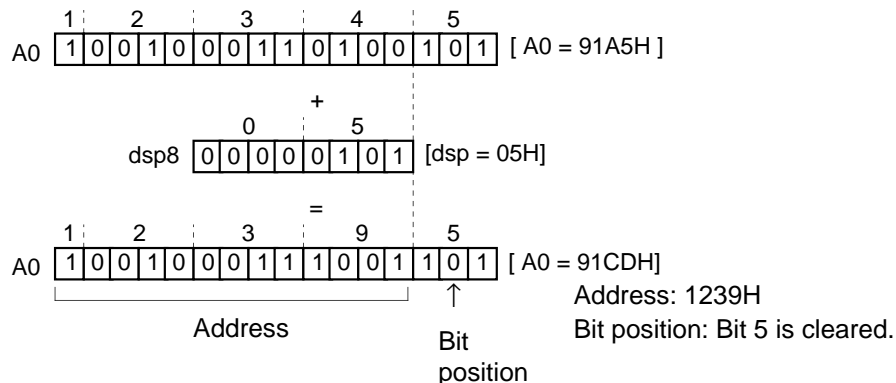 1 2 3 4 5
A0 1 0 0 1 0 0 0 1 1 0 1 0 0 1 0 1 [ A0 = 91A5H ]
+
0 5
dsp8 0 0 0 0 0 1 0 1 [dsp = 05H]
=
1 2 3 9 5
A0 1 0 0 1 0 0 0 1 1 1 0 0 1 1 0 1 [ A0 = 91CDH]
Address
Bit position
Address: 1239H
Bit position: Bit 5 is cleared.